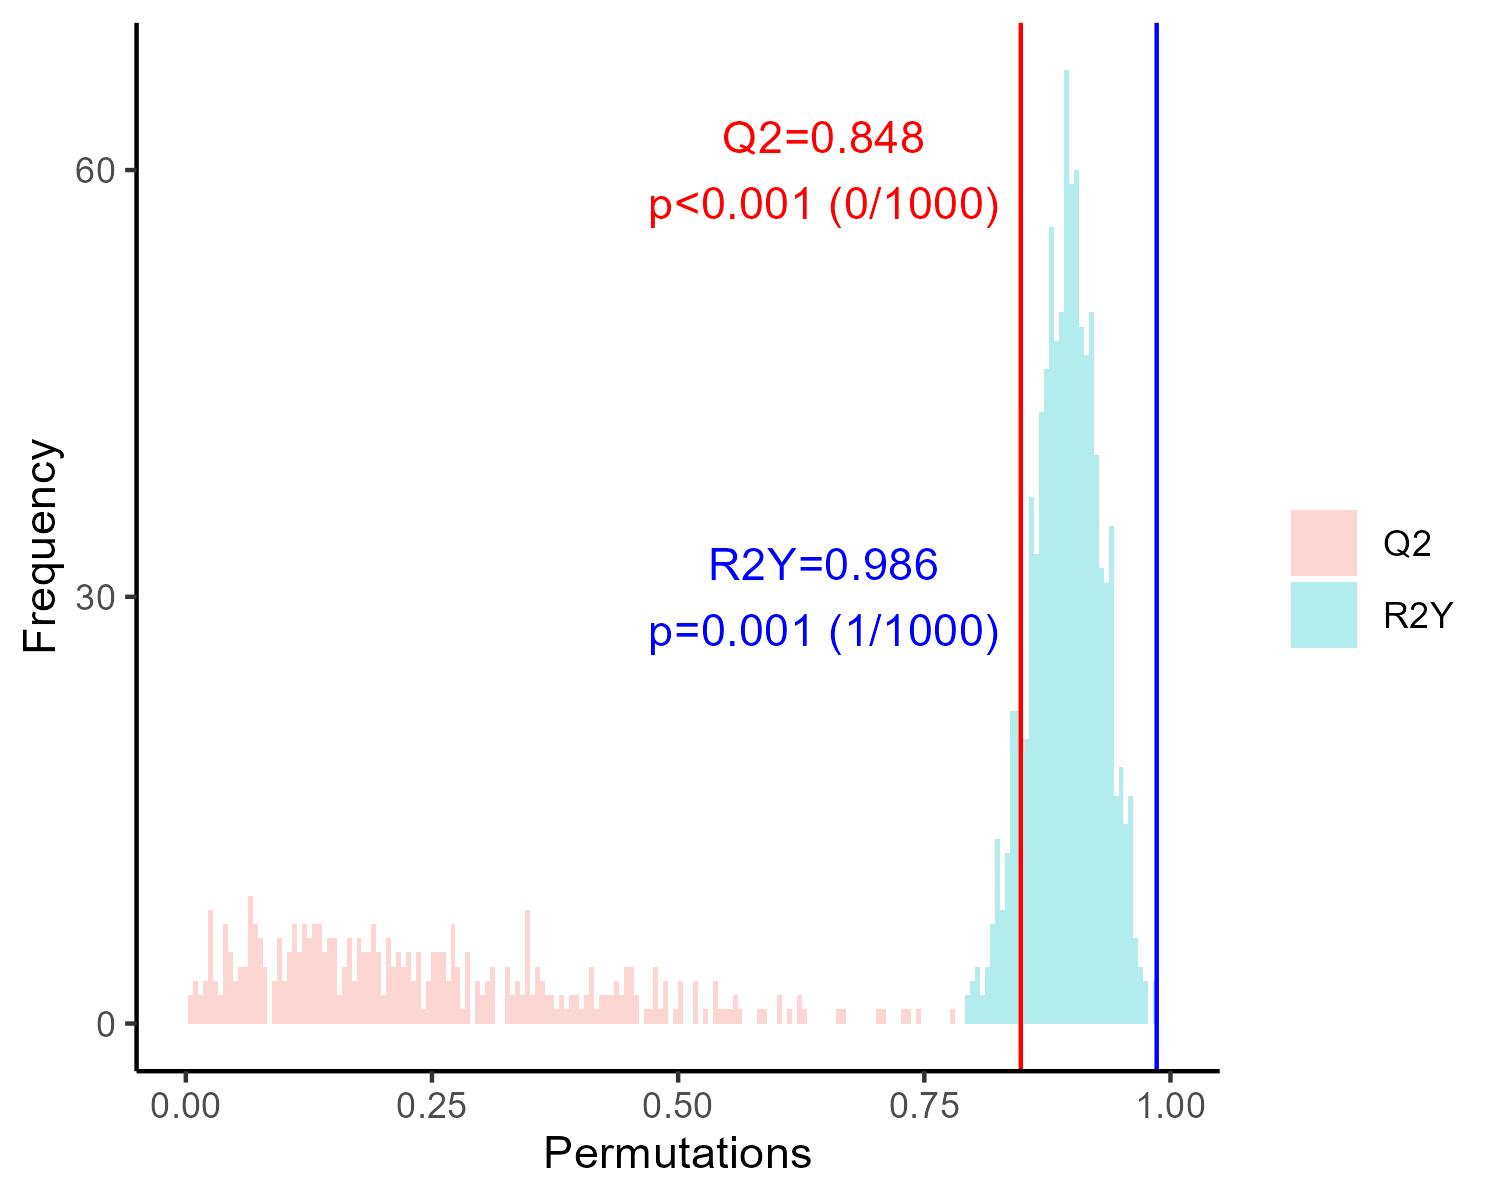 Q2=0.848
p<0.001 (0/1000)
R2Y=0.986
p=0.001 (1/1000)
Frequency
60
30
0
0.00 0.25 0.50 0.75 1.00
Permutations
Q2
R2Y